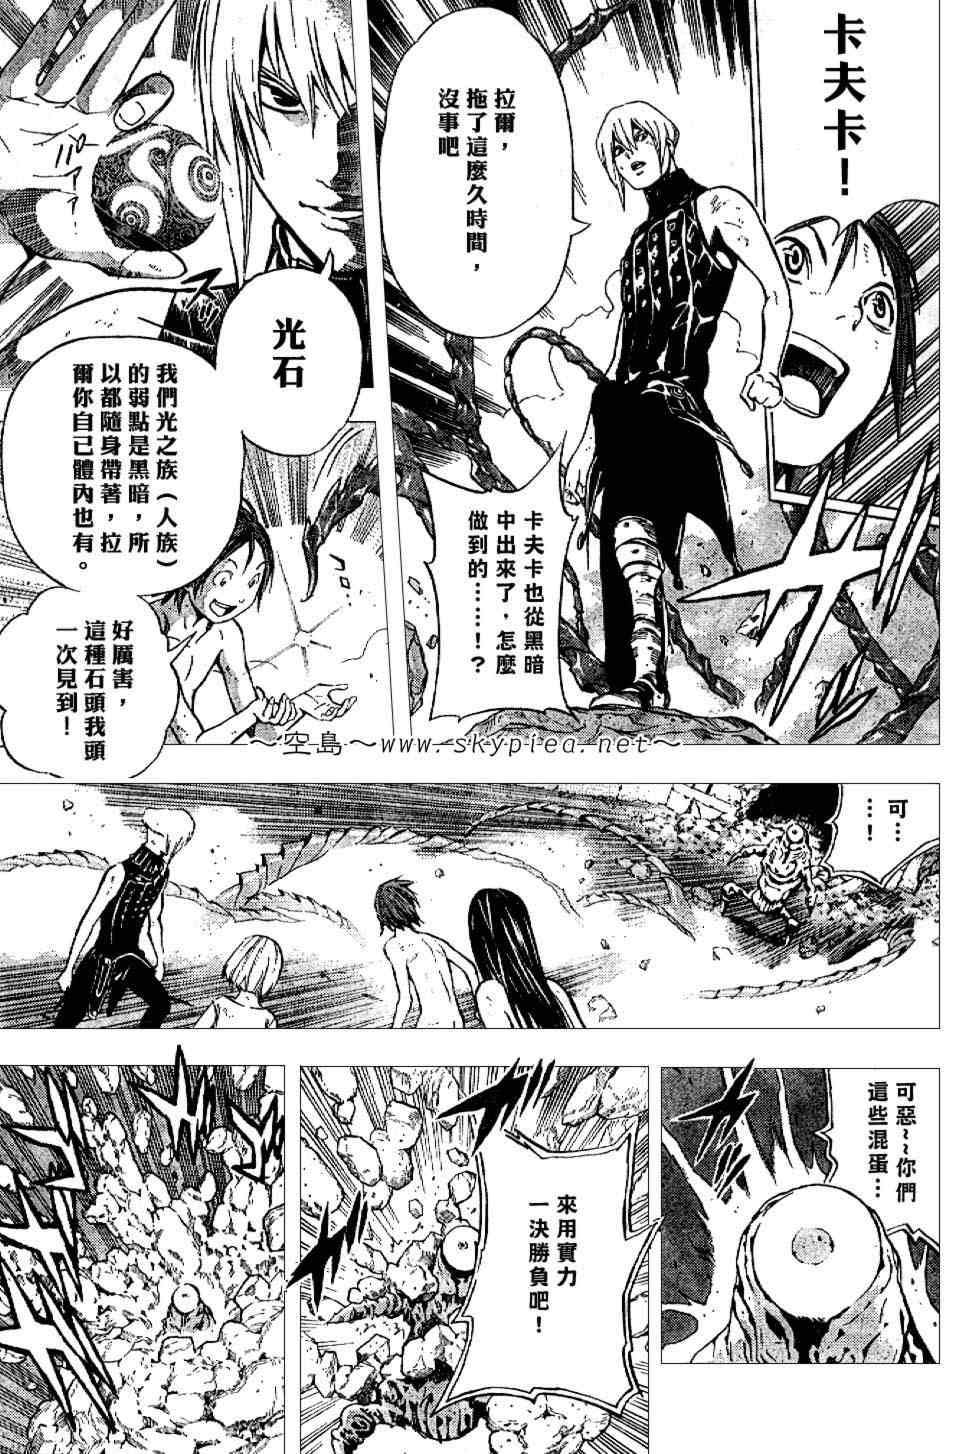 卡夫卡！
拉爾，
拖了這麼久時間，
沒事吧
卡夫卡也從黑暗
中出來了，怎麼
做到的……！？
光石
我們光之族（人族）
的弱點是黑暗，所
以都隨身帶著，拉
爾你自己體內也有。
好厲害，
這種石頭我頭
一次見到！
～空島～www.skypiea.net～
可…
…！
可惡~~你們
這些混蛋…
來用實力
一決勝負吧！